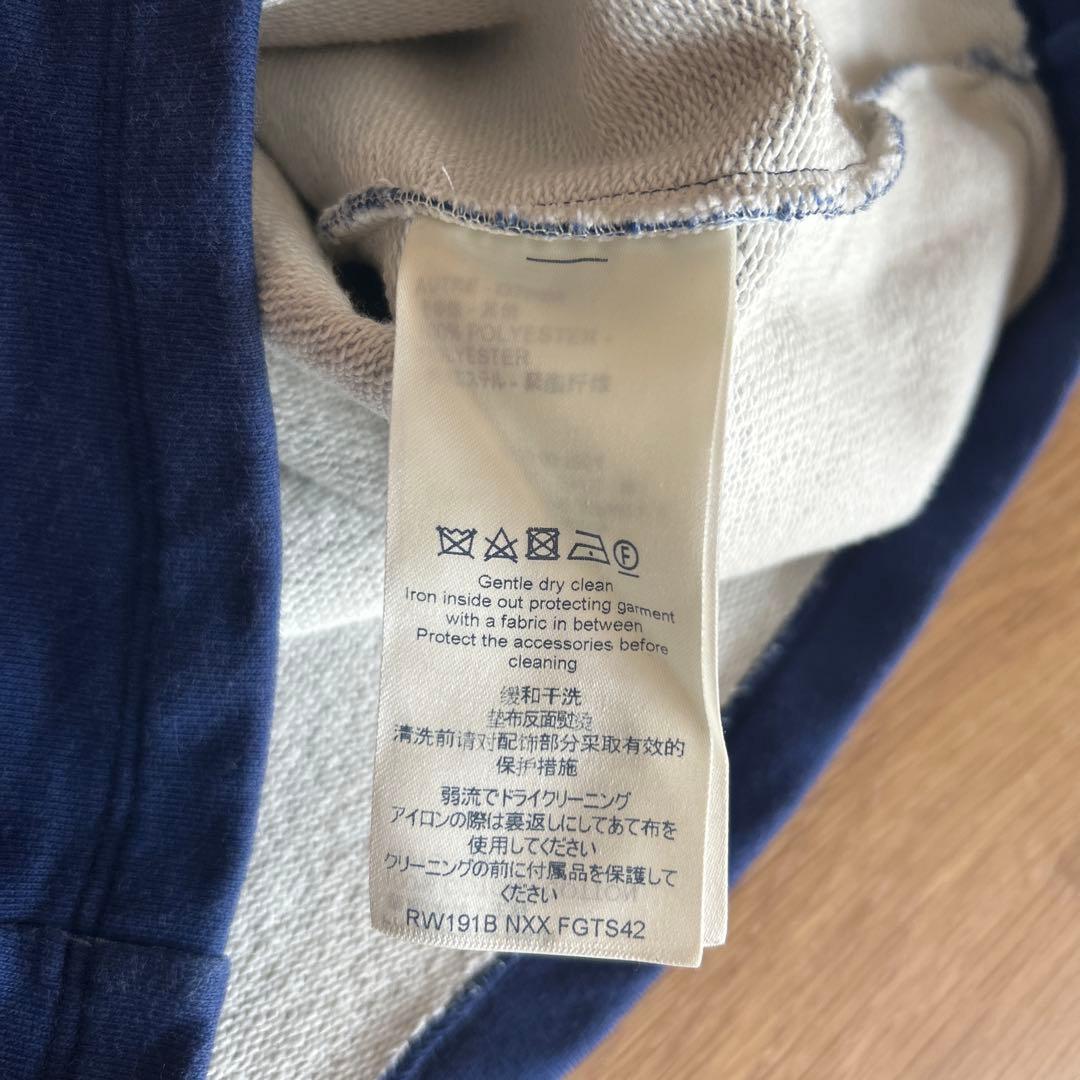 POLYESTER -
F
Gentle dry clean
Iron inside out protecting garment
with a fabric in between
Protect the accessories before
cleaning
缓和干洗
垫布反面熨烫
清洗前请对配饰部分采取有效的
保护措施
弱流でドライクリーニング
アイロンの際は裏返しにしてあて布を
使用してください
クリーニングの前に付属品を保護して
ください
RW191B NXX FGTS42